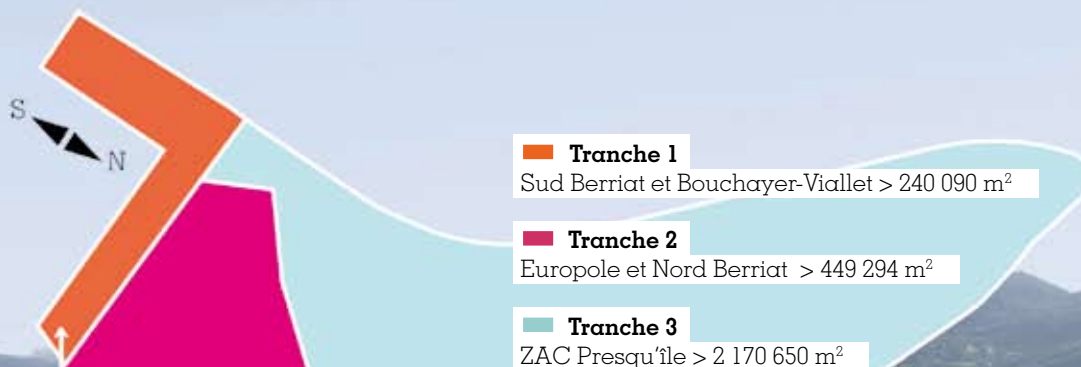 S
N
Tranche 1
Sud Berriat et Bouchayer-Viallet > 240 090 m²
Tranche 2
Europole et Nord Berriat > 449 294 m²
Tranche 3
ZAC Presqu'île > 2 170 650 m²